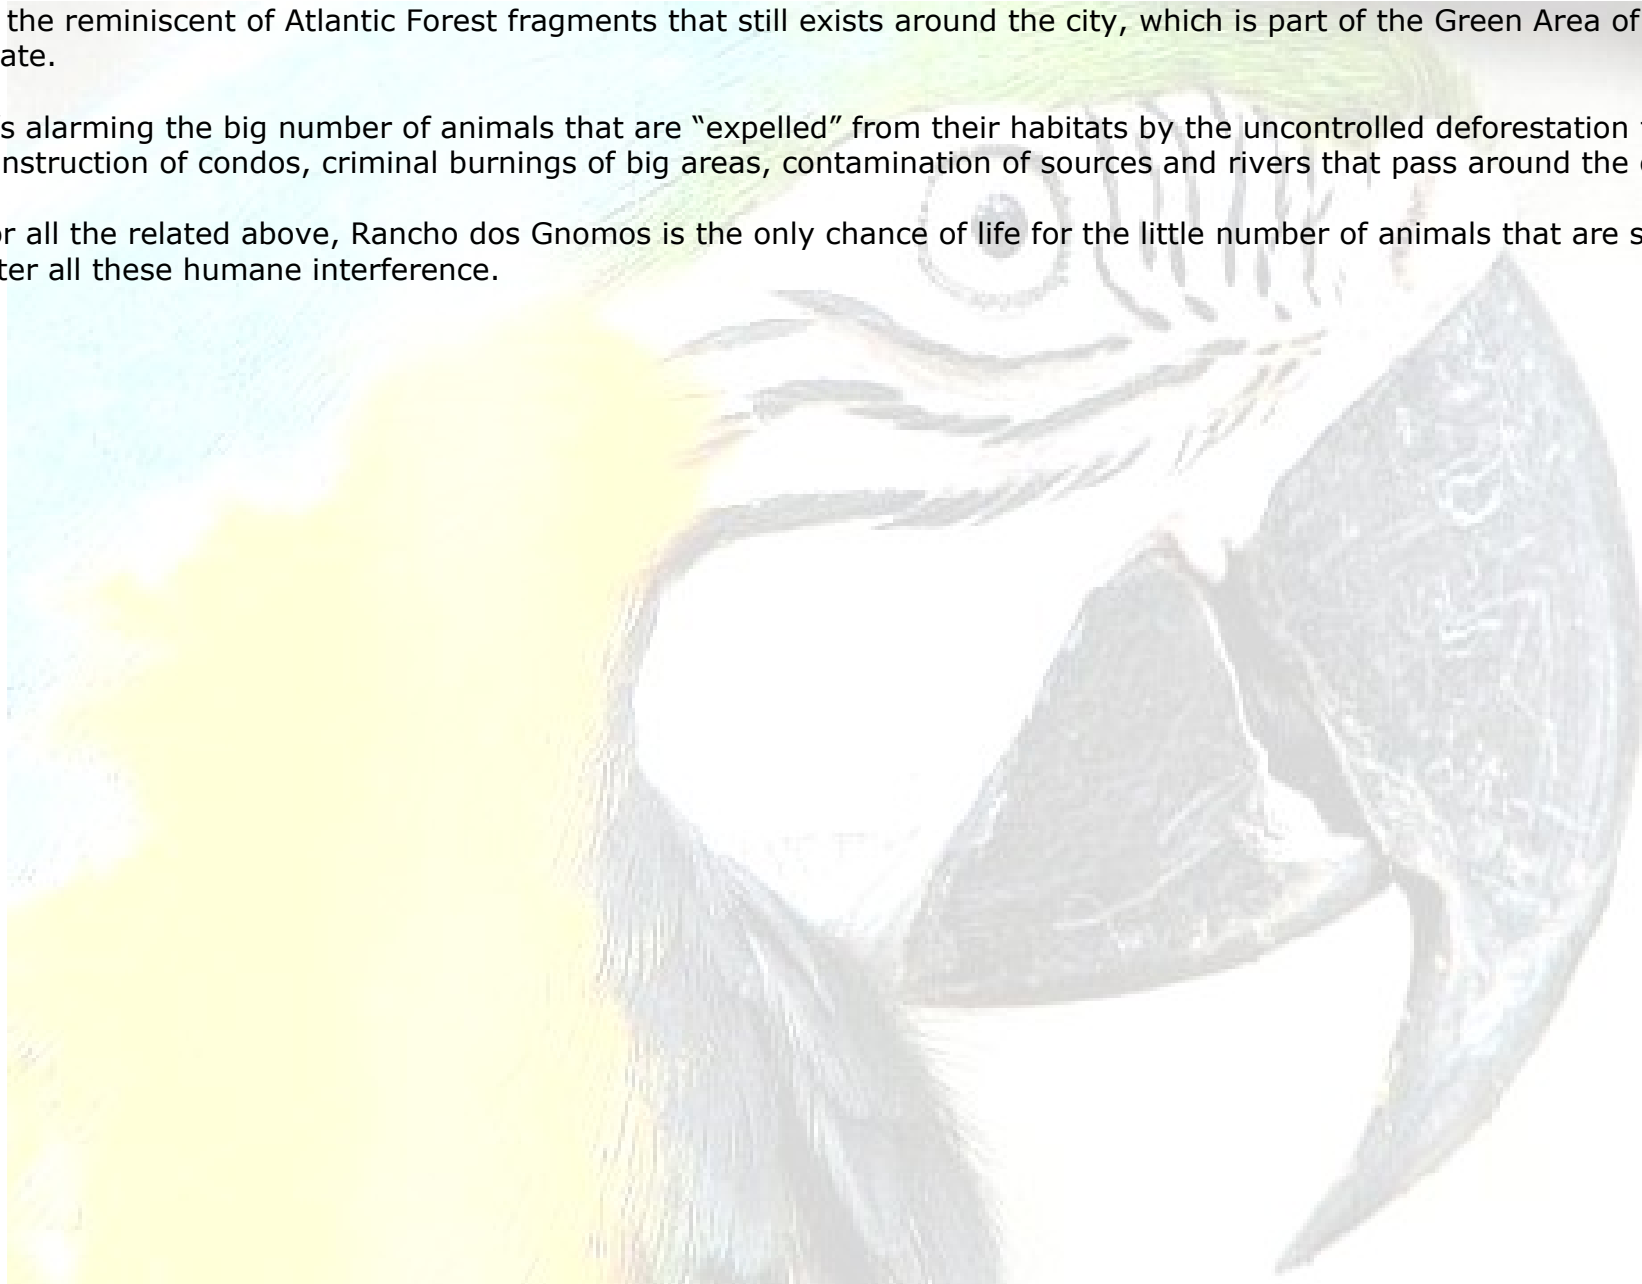 the reminiscent of Atlantic Forest fragments that still exists around the city, which is part of the Green Area of
ate.
s alarming the big number of animals that are “expelled” from their habitats by the uncontrolled deforestation
nstruction of condos, criminal burnings of big areas, contamination of sources and rivers that pass around the
r all the related above, Rancho dos Gnomos is the only chance of life for the little number of animals that are s
ter all these humane interference.